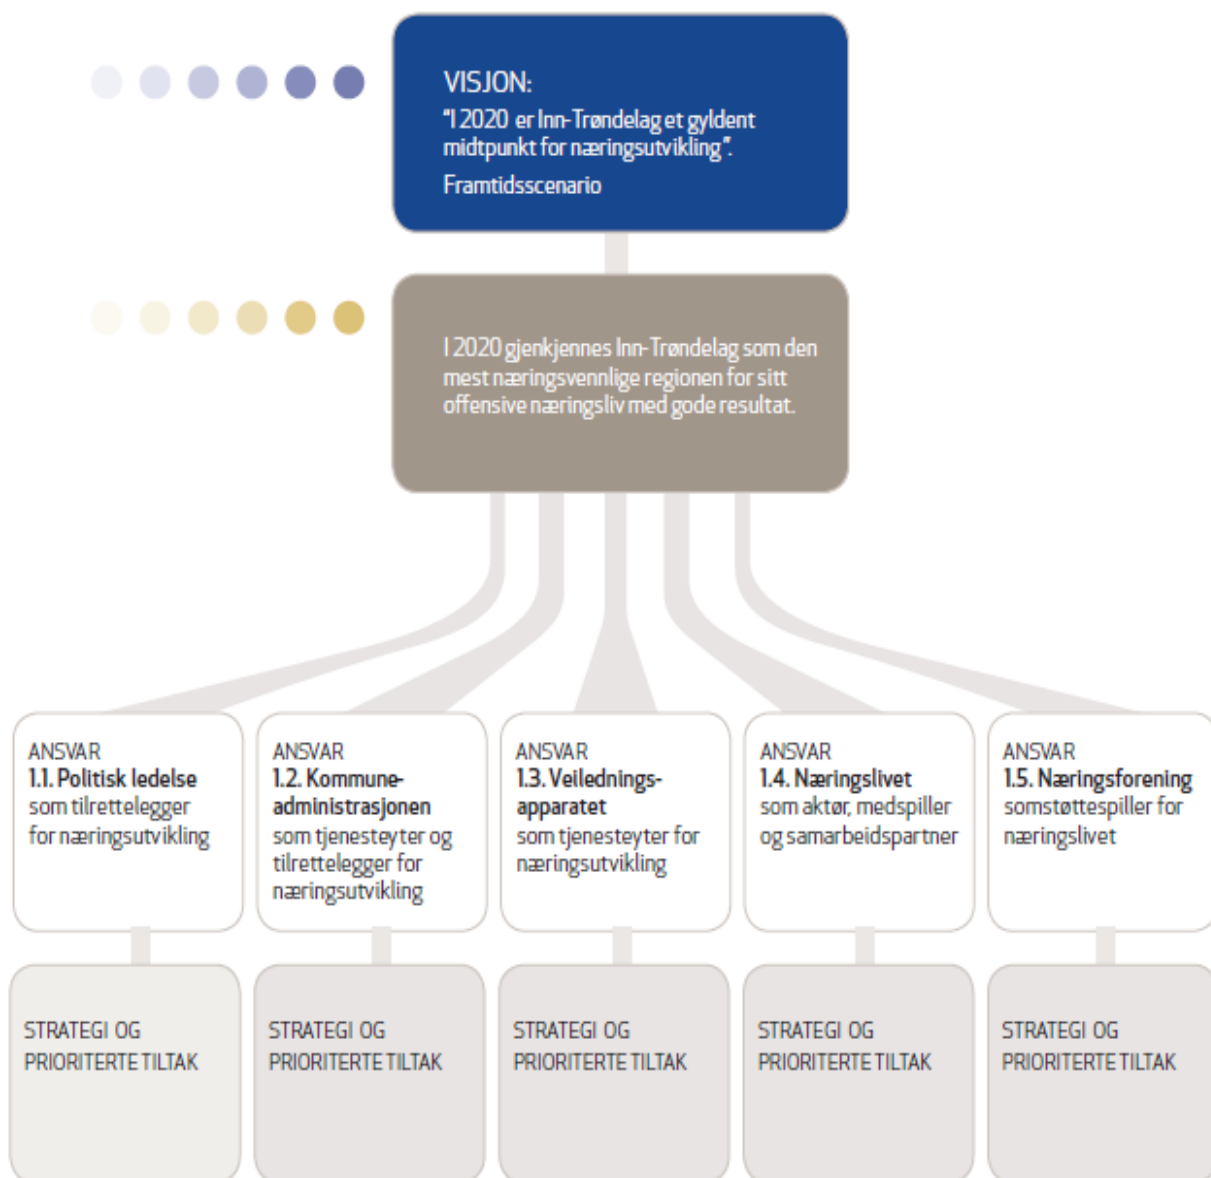 VISJON:
"I 2020 er Inn-Trøndelag et gyldent
midtpunkt for næringsutvikling".
Framtidsscenario
I 2020 gjenkjennes Inn-Trøndelag som den
mest næringsvennlige regionen for sitt
offensive næringsliv med gode resultat.
ANSVAR
1.1. Politisk ledelse
som tilrettelegger
for næringsutvikling
ANSVAR
1.2. Kommune-
administrasjonen
som tjenesteyter og
tilrettelegger for
næringsutvikling
ANSVAR
1.3. Veilednings-
apparatet
som tjenesteyter for
næringsutvikling
ANSVAR
1.4. Næringslivet
som aktør, medspiller
og samarbeidspartner
ANSVAR
1.5. Næringsforening
somstøttespiller for
næringslivet
STRATEGI OG
PRIORITERTE TILTAK
STRATEGI OG
PRIORITERTE TILTAK
STRATEGI OG
PRIORITERTE TILTAK
STRATEGI OG
PRIORITERTE TILTAK
STRATEGI OG
PRIORITERTE TILTAK